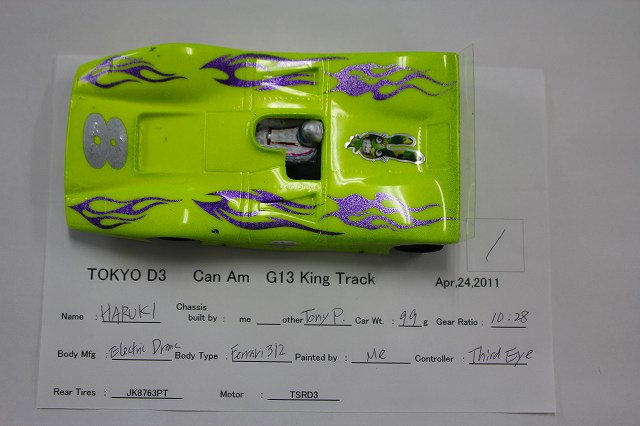 8
1
TOKYO D3 Can Am G13 King Track Apr,24,2011
Name : HARUKI Chassis built by : me ___ other Tony P. Car Wt. : 99 g Gear Ratio : 10:28
Body Mfg : Electric Dreams Body Type : Ferrari 312 Painted by : Me Controller : Third Eye
Rear Tires : JK8763PT Motor : TSRD3